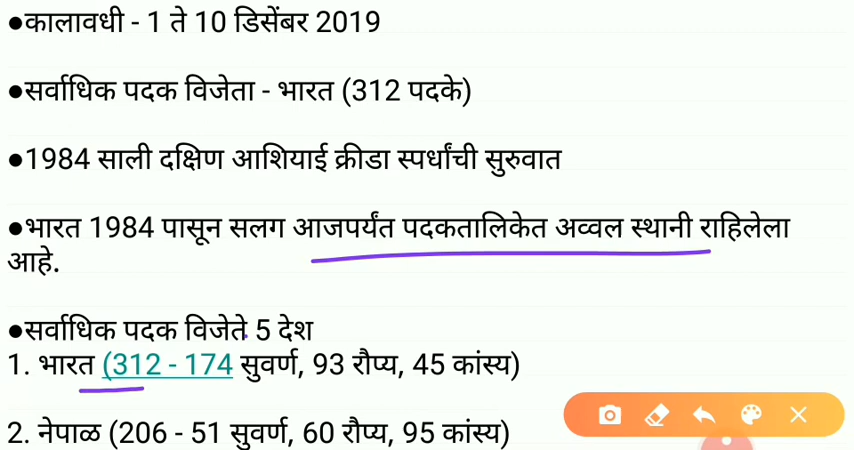 ●कालावधी - 1 ते 10 डिसेंबर 2019
●सर्वाधिक पदक विजेता - भारत (312 पदके)
●1984 साली दक्षिण आशियाई क्रीडा स्पर्धांची सुरुवात
●भारत 1984 पासून सलग आजपर्यंत पदकतालिकेत अव्वल स्थानी राहिलेला
आहे.
●सर्वाधिक पदक विजेते 5 देश
1. भारत (312 - 174 सुवर्ण, 93 रौप्य, 45 कांस्य)
2. नेपाळ (206 - 51 सुवर्ण, 60 रौप्य, 95 कांस्य)